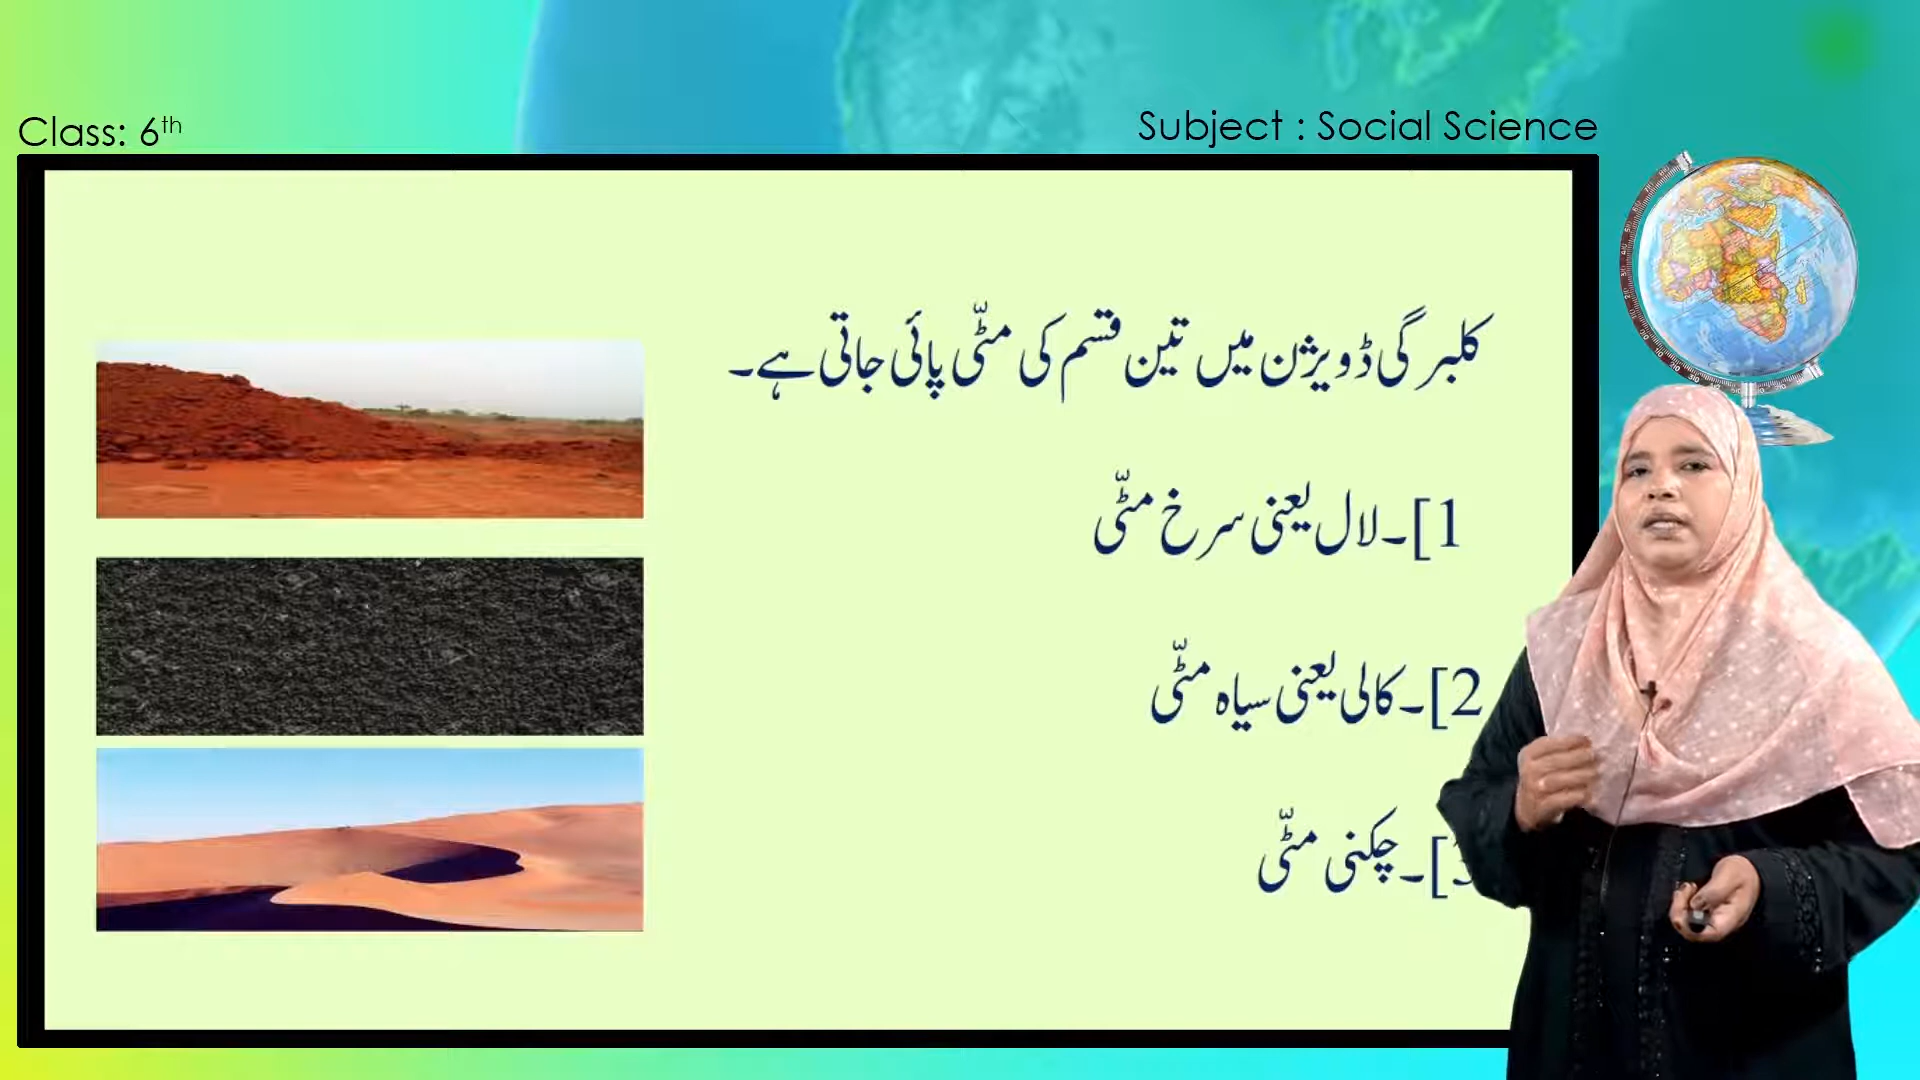 Class: 6th
Subject : Social Science
کلبرگی ڈویژن میں تین قسم کی مٹّی پائی جاتی ہے۔
1]۔لال یعنی سرخ مٹّی
2]۔کالی یعنی سیاہ مٹّی
]۔چکنی مٹّی